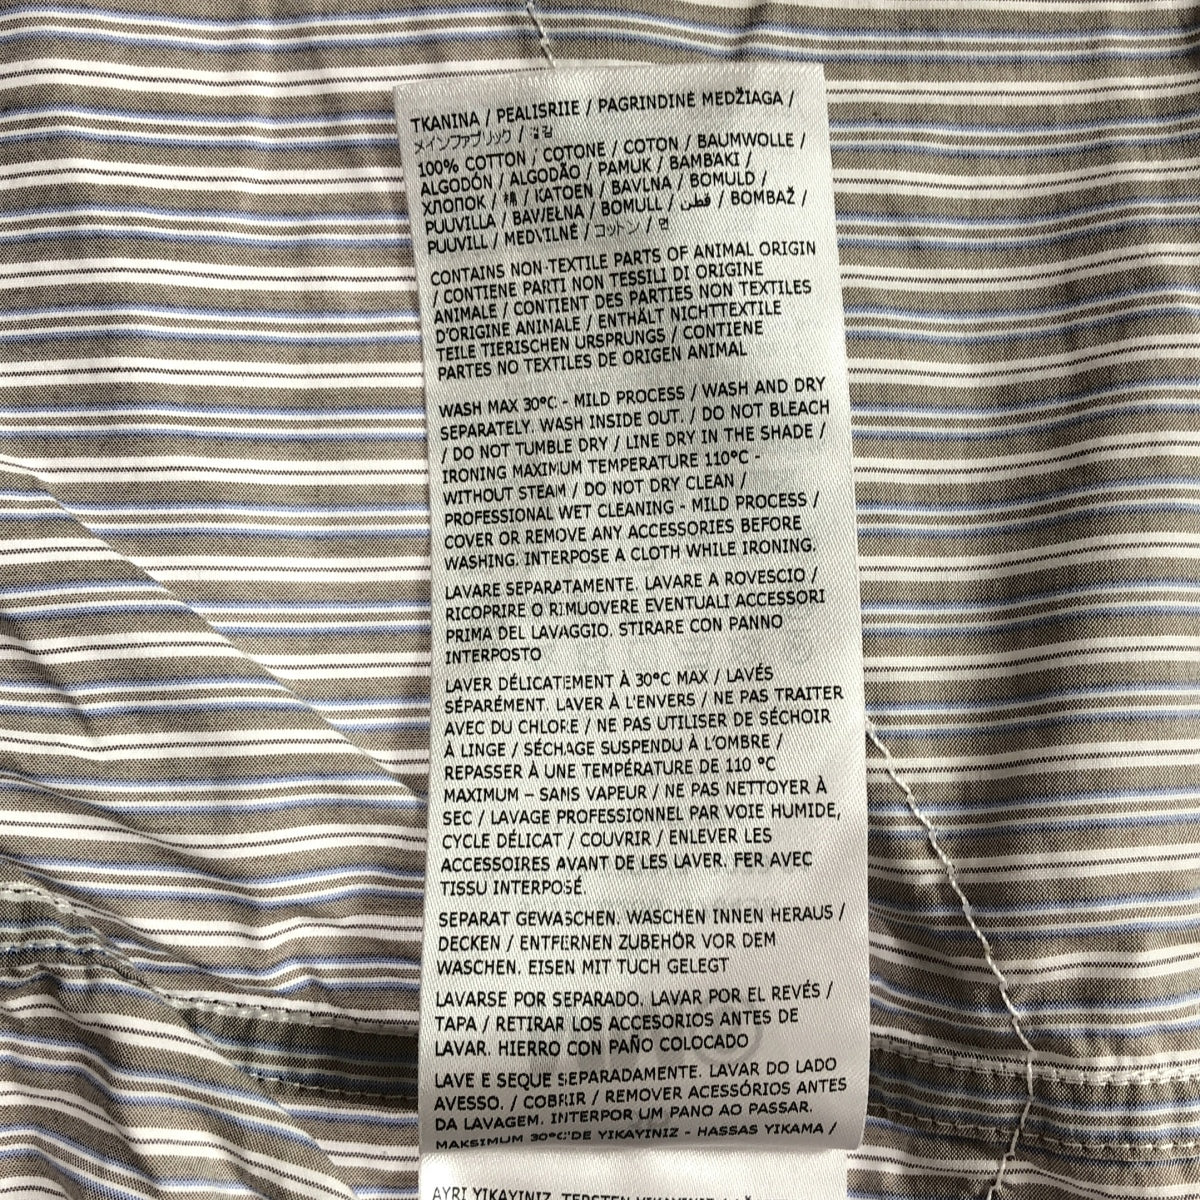 TKANINA / PEALISRIIE / PAGRINDINĖ MEDŽIAGA /
メインファブリック / 겉감
100% COTTON / COTONE / COTON / BAUMWOLLE /
ALGODÓN / ALGODÃO / PAMUK / BAMBAKI /
ХЛОПОК / 棉 / KATOEN / BAVLNA / BOMULD /
PUUVILLA / BAWEŁNA / BOMULL / قطن / BOMBAŽ /
PUUVILL / MEDVILNĖ / コットン / 면
CONTAINS NON-TEXTILE PARTS OF ANIMAL ORIGIN
/ CONTIENE PARTI NON TESSILI DI ORIGINE
ANIMALE / CONTIENT DES PARTIES NON TEXTILES
D'ORIGINE ANIMALE / ENTHÄLT NICHTTEXTILE
TEILE TIERISCHEN URSPRUNGS / CONTIENE
PARTES NO TEXTILES DE ORIGEN ANIMAL
WASH MAX 30°C - MILD PROCESS / WASH AND DRY
SEPARATELY. WASH INSIDE OUT. / DO NOT BLEACH
/ DO NOT TUMBLE DRY / LINE DRY IN THE SHADE /
IRONING MAXIMUM TEMPERATURE 110°C -
WITHOUT STEAM / DO NOT DRY CLEAN /
PROFESSIONAL WET CLEANING - MILD PROCESS /
COVER OR REMOVE ANY ACCESSORIES BEFORE
WASHING. INTERPOSE A CLOTH WHILE IRONING.
LAVARE SEPARATAMENTE. LAVARE A ROVESCIO /
RICOPRIRE O RIMUOVERE EVENTUALI ACCESSORI
PRIMA DEL LAVAGGIO. STIRARE CON PANNO
INTERPOSTO
LAVER DÉLICATEMENT À 30°C MAX / LAVÉS
SÉPARÉMENT. LAVER À L'ENVERS / NE PAS TRAITER
AVEC DU CHLORE / NE PAS UTILISER DE SÉCHOIR
À LINGE / SÉCHAGE SUSPENDU À L'OMBRE /
REPASSER À UNE TEMPÉRATURE DE 110 °C
MAXIMUM – SANS VAPEUR / NE PAS NETTOYER À
SEC / LAVAGE PROFESSIONNEL PAR VOIE HUMIDE,
CYCLE DÉLICAT / COUVRIR / ENLEVER LES
ACCESSOIRES AVANT DE LES LAVER. FER AVEC
TISSU INTERPOSÉ.
SEPARAT GEWASCHEN. WASCHEN INNEN HERAUS /
DECKEN / ENTFERNEN ZUBEHÖR VOR DEM
WASCHEN. EISEN MIT TUCH GELEGT
LAVARSE POR SEPARADO. LAVAR POR EL REVÉS /
TAPA / RETIRAR LOS ACCESORIOS ANTES DE
LAVAR. HIERRO CON PAÑO COLOCADO
LAVE E SEQUE SEPARADAMENTE. LAVAR DO LADO
AVESSO. / COBRIR / REMOVER ACESSÓRIOS ANTES
DA LAVAGEM. INTERPOR UM PANO AO PASSAR.
MAKSIMUM 30°C'DE YIKAYINIZ - HASSAS YIKAMA /
AYRI YIKAYINIZ. TERSTEN